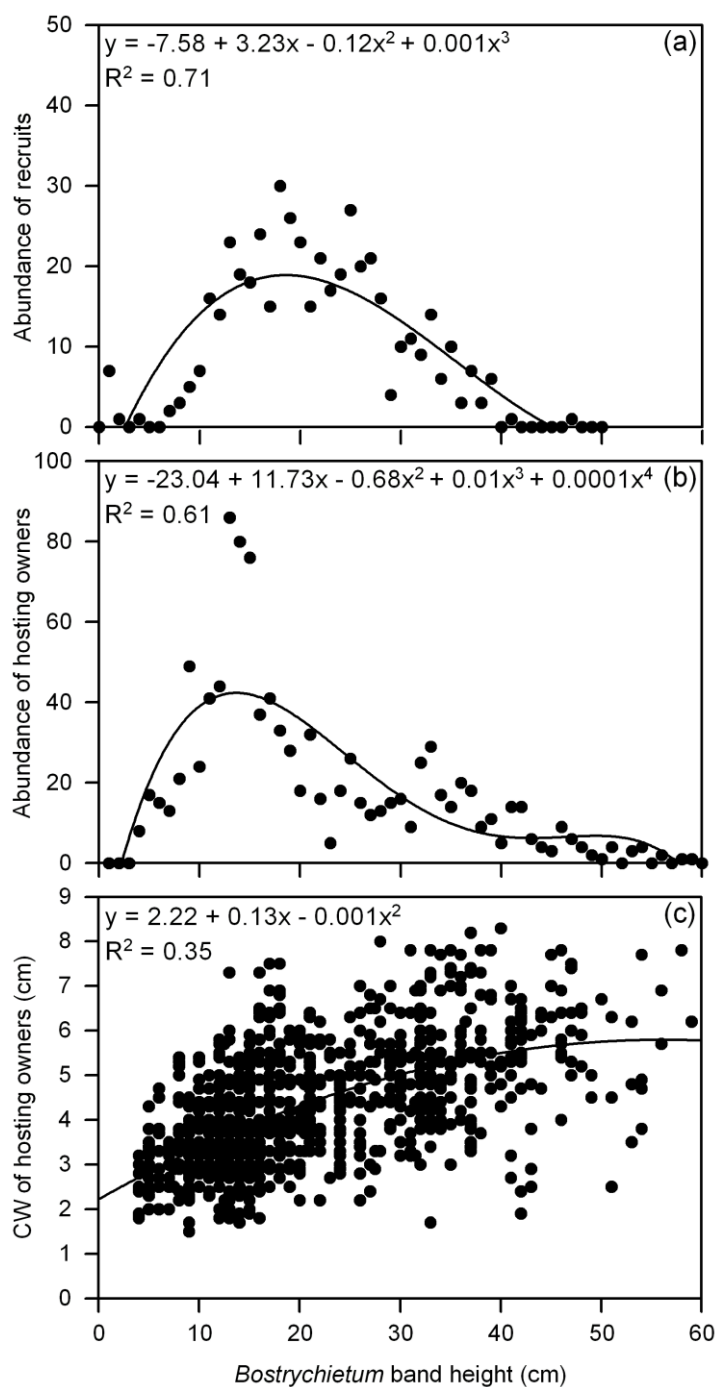 50
40
30
20
10
0
Abundance of recruits
y = -7.58 + 3.23x - 0.12x² + 0.001x³
(a)
R² = 0.71
100
80
60
40
20
0
Abundance of hosting owners
y = -23.04 + 11.73x - 0.68x² + 0.01x³ + 0.0001x⁴
(b)
R² = 0.61
9
8
7
6
5
4
3
2
1
0
CW of hosting owners (cm)
y = 2.22 + 0.13x - 0.001x²
(c)
R² = 0.35
0 10 20 30 40 50 60
Bostrychietum band height (cm)